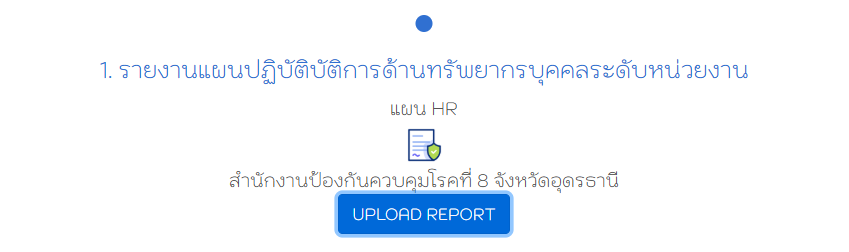 1. รายงานแผนปฏิบัติบัติการด้านทรัพยากรบุคคลระดับหน่วยงาน
แผน HR
สำนักงานป้องกันควบคุมโรคที่ 8 จังหวัดอุดรธานี
UPLOAD REPORT